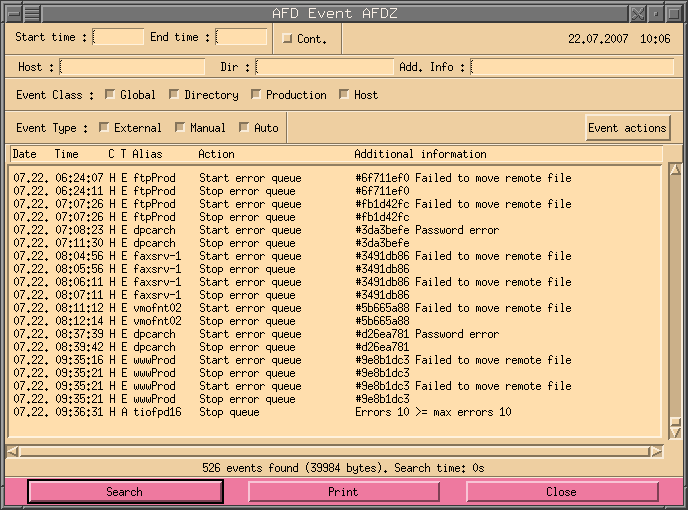 AFD Event AFDZ
Start time : End time : Cont. 22.07.2007 10:06
Host : Dir : Add. Info :
Event Class : Global Directory Production Host
Event Type : External Manual Auto Event actions
Date Time C T Alias Action Additional information
07.22. 06:24:07 H E ftpProd Start error queue #6f711ef0 Failed to move remote file
07.22. 06:24:11 H E ftpProd Stop error queue #6f711ef0
07.22. 07:07:26 H E ftpProd Start error queue #fb1d42fc Failed to move remote file
07.22. 07:07:26 H E ftpProd Stop error queue #fb1d42fc
07.22. 07:08:23 H E dpcarch Start error queue #3da3befe Password error
07.22. 07:11:30 H E dpcarch Stop error queue #3da3befe
07.22. 08:04:56 H E faxsrv-1 Start error queue #3491db86 Failed to move remote file
07.22. 08:05:56 H E faxsrv-1 Stop error queue #3491db86
07.22. 08:06:11 H E faxsrv-1 Start error queue #3491db86 Failed to move remote file
07.22. 08:07:11 H E faxsrv-1 Stop error queue #3491db86
07.22. 08:11:12 H E vmofnt02 Start error queue #5b665a88 Failed to move remote file
07.22. 08:12:14 H E vmofnt02 Stop error queue #5b665a88
07.22. 08:37:39 H E dpcarch Start error queue #d26ea781 Password error
07.22. 08:39:42 H E dpcarch Stop error queue #d26ea781
07.22. 09:35:16 H E wwwProd Start error queue #9e8b1dc3 Failed to move remote file
07.22. 09:35:21 H E wwwProd Stop error queue #9e8b1dc3
07.22. 09:35:21 H E wwwProd Start error queue #9e8b1dc3 Failed to move remote file
07.22. 09:35:21 H E wwwProd Stop error queue #9e8b1dc3
07.22. 09:36:31 H A tiofpd16 Stop queue Errors 10 >= max errors 10
526 events found (39984 bytes). Search time: 0s
Search Print Close